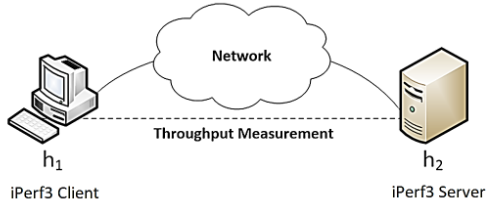 Network
Throughput Measurement
h₁
h₂
iPerf3 Client
iPerf3 Server